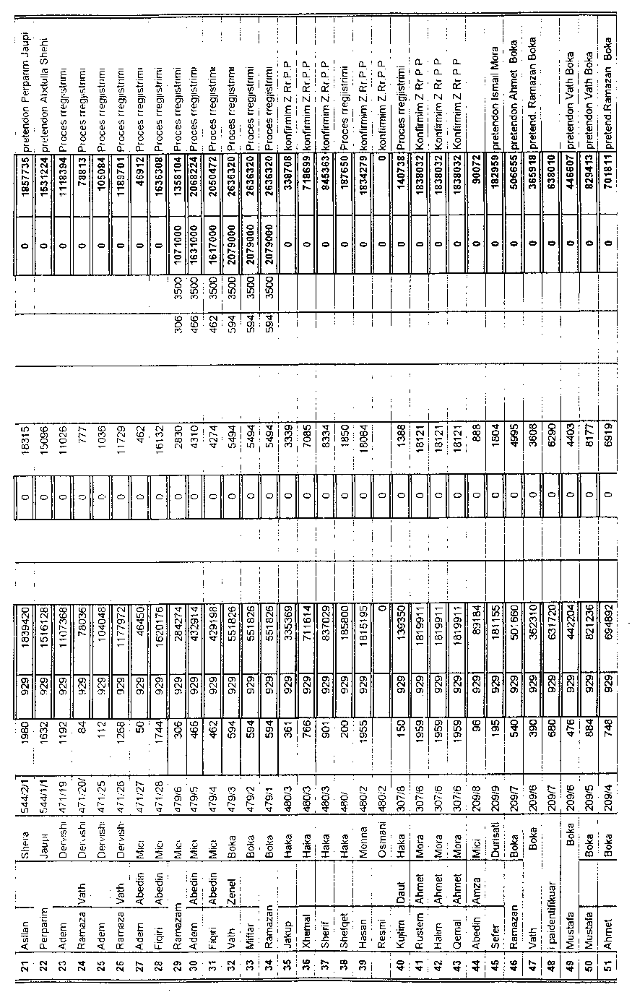 21 Asllan Shera 544/2/1 1980 929 1839420 0 18315 0 1857735 pretendon Perparim Jaupi
22 Perparim Jaupi 544/1/1 1632 929 1516128 0 15096 0 1531224 pretendon Abdulla Shehi
23 Adem Dervishi 471/19 1192 929 1107368 0 11026 0 1118394 Proces rregjistrimi
24 Ramaza Vath Dervishi 471/20/ 84 929 78036 0 777 0 78813 Proces rregjistrimi
25 Adem Dervish 471/25 112 929 104048 0 1036 0 105084 Proces rregjistrimi
26 Ramaza Vath Dervish 471/26 1268 929 1177972 0 11729 0 1189701 Proces rregjistrimi
27 Adem Abedin Mici 471/27 50 929 46450 0 462 0 46912 Proces rregjistrimi
28 Fiqiri Abedin Mici 471/28 1744 929 1620176 0 16132 0 1636308 Proces rregjistrimi
29 Ramazam Mici 479/6 306 929 284274 0 2830 306 3500 1071000 1358104 Proces rregjistrimi
30 Adem Abedin Mici 479/5 466 929 432914 0 4310 466 3500 1631000 2068224 Proces rregjistrimi
31 Fiqiri Abedin Mici 479/4 462 929 429198 0 4274 462 3500 1617000 2050472 Proces rregjistrimi
32 Vath Zenel Boka 479/3 594 929 551826 0 5494 594 3500 2079000 2636320 Proces rregjistrimi
33 Miftar Boka 479/2 594 929 551826 0 5494 594 3500 2079000 2636320 Proces rregjistrimi
34 Ramazan Boka 479/1 594 929 551826 0 5494 594 3500 2079000 2636320 Proces rregjistrimi
35 Jakup Haka 480/3 361 929 335369 0 3339 0 338708 Konfirmim Z Rr P P
36 Xhemal Haka 480/3 766 929 711614 0 7085 0 718699 Konfirmim Z Rr P P
37 Sherif Haka 480/3 901 929 837029 0 8334 0 845363 Konfirmim Z Rr P P
38 Shefqet Haka 480/ 200 929 185800 0 1850 0 187650 Proces rregjistrimi
39 Hasan Morina 480/2 1955 929 1816195 0 18084 0 1834279 Konfirmim Z Rr P P
Resmi Osmani 480/2 0 0 Konfirmim Z Rr P P
40 Kujtim Daut Haka 307/8 150 929 139350 0 1388 0 140738 Proces rregjistrimi
41 Rustem Ahmet Mora 307/6 1959 929 1819911 0 18121 0 1838032 Konfirmim Z Rr P P
42 Halim Ahmet Mora 307/6 1959 929 1819911 0 18121 0 1838032 Konfirmim Z Rr P P
43 Qemal Ahmet Mora 307/6 1959 929 1819911 0 18121 0 1838032 Konfirmim Z Rr P P
44 Abedin Amza Mici 209/8 96 929 89184 0 888 0 90072
45 Sefer Durisati 209/9 195 929 181155 0 1804 0 182959 pretendon Ismail Mora
46 Ramazan Boka 209/7 540 929 501660 0 4995 0 506655 pretendon Ahmet Boka
47 Vath Boka 209/6 390 929 362310 0 3608 0 365918 pretend. Ramazan Boka
48 I paidentifikuar 209/7 680 929 631720 0 6290 0 638010
49 Mustafa Boka 209/6 476 929 442204 0 4403 0 446607 pretendon Vath Boka
50 Mustafa Boka 209/5 884 929 821236 0 8177 0 829413 pretendon Vath Boka
51 Ahmet Boka 209/4 748 929 694892 0 6919 0 701811 pretend.Ramazan Boka